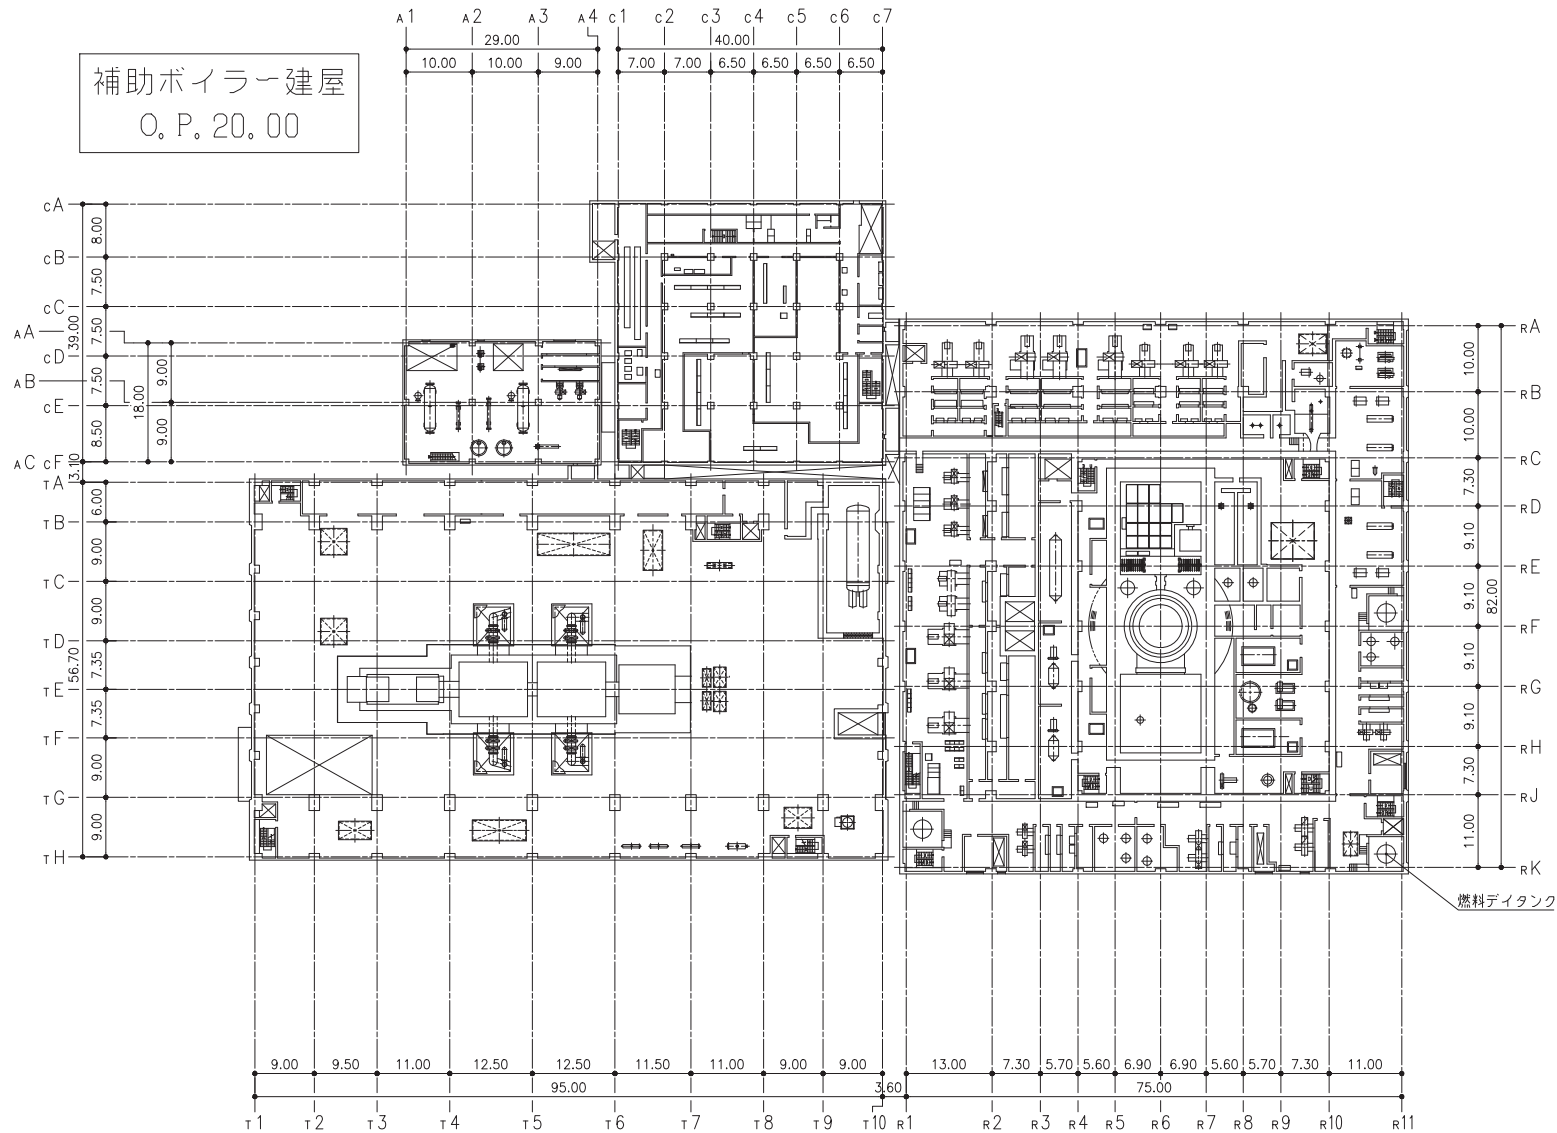 A1 A2 A3 A4 C1 C2 C3 C4 C5 C6 C7
29.00 40.00
10.00 10.00 9.00 7.00 7.00 6.50 6.50 6.50 6.50
補助ボイラー建屋
O.P.20.00
CA
8.00
CB
7.50
CC
39.00
7.50
AA
CD
7.50
AB
CE
8.50
AC CF
3.10
18.00
9.00
9.00
TA
6.00
TB
9.00
TC
9.00
TD
7.35
56.70
TE
7.35
TF
9.00
TG
9.00
TH
RA
10.00
RB
10.00
RC
7.30
RD
9.10
RE
9.10
82.00
RF
9.10
RG
9.10
RH
7.30
RJ
11.00
RK
燃料デイタンク
9.00 9.50 11.00 12.50 12.50 11.50 11.00 9.00 9.00 13.00 7.30 5.70 5.60 6.90 6.90 5.60 5.70 7.30 11.00
95.00 3.60 75.00
T1 T2 T3 T4 T5 T6 T7 T8 T9 T10 R1 R2 R3 R4 R5 R6 R7 R8 R9 R10 R11